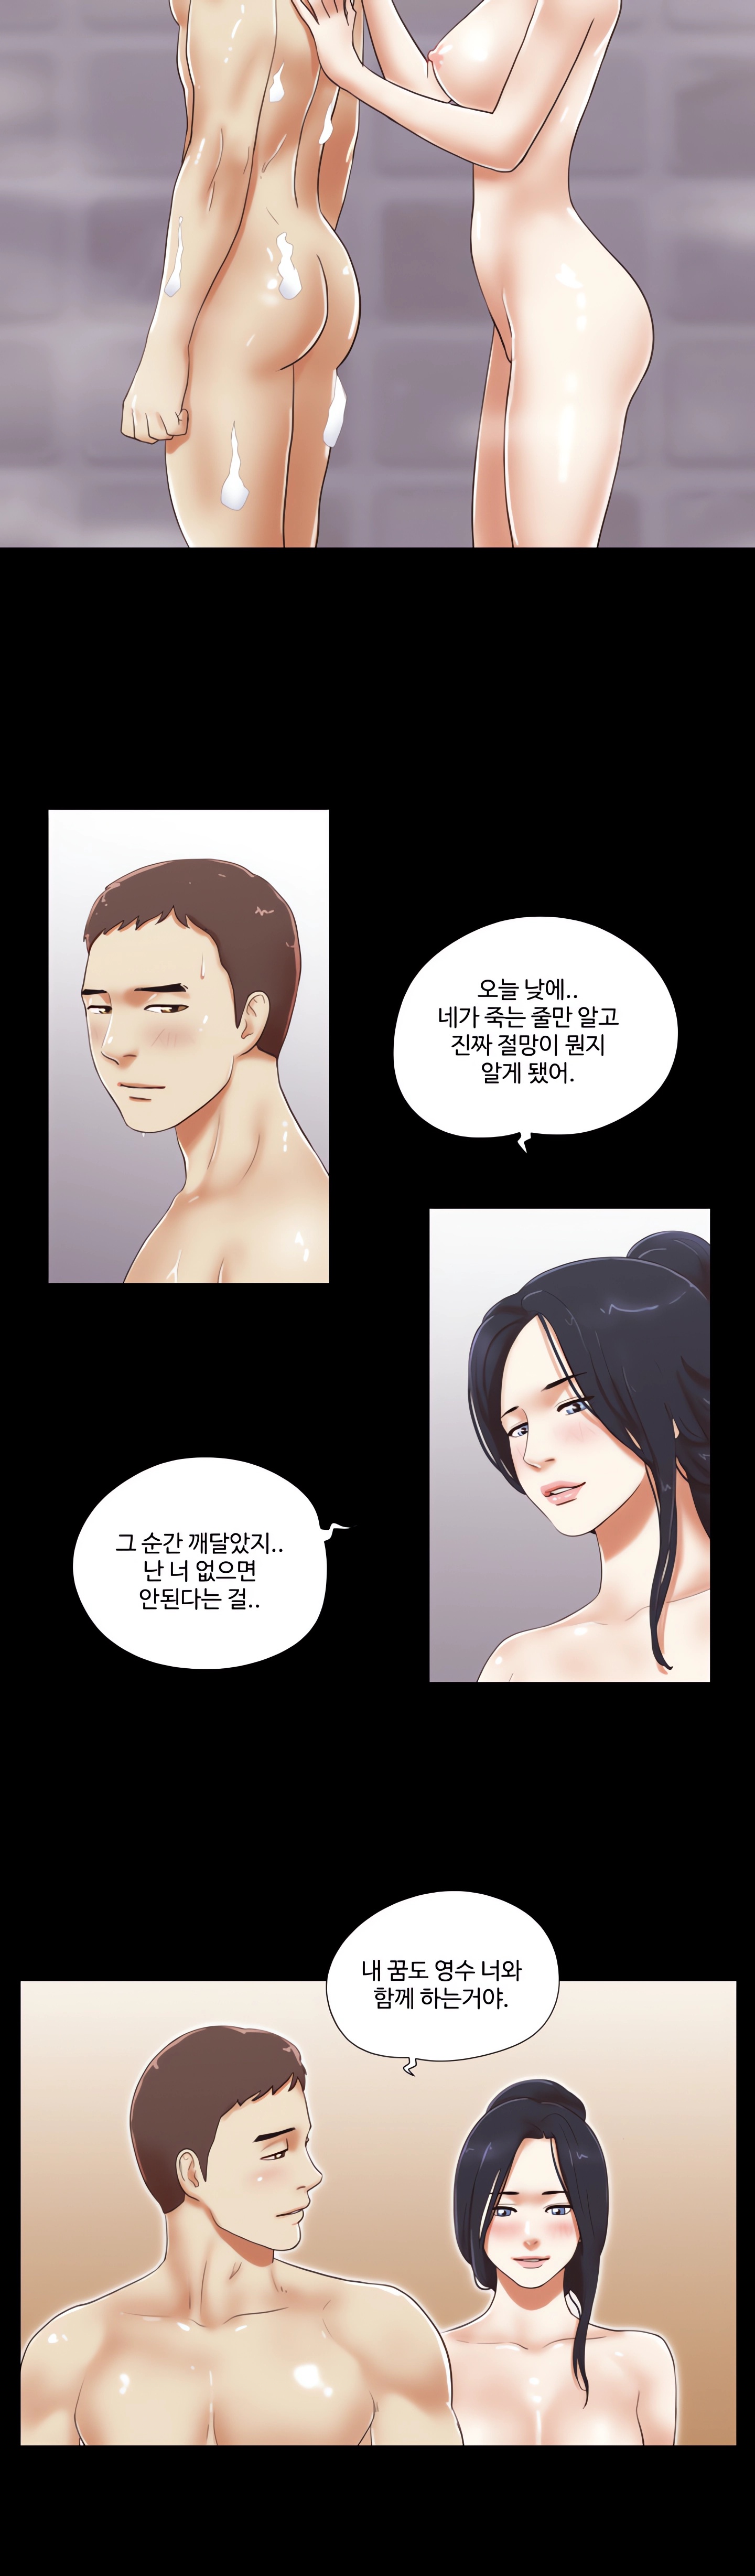 오늘 낮에..
네가 죽는 줄만 알고
진짜 절망이 뭔지
알게 됐어.
그 순간 깨달았지..
난 너 없으면
안된다는 걸..
내 꿈도 영수 너와
함께 하는거야.